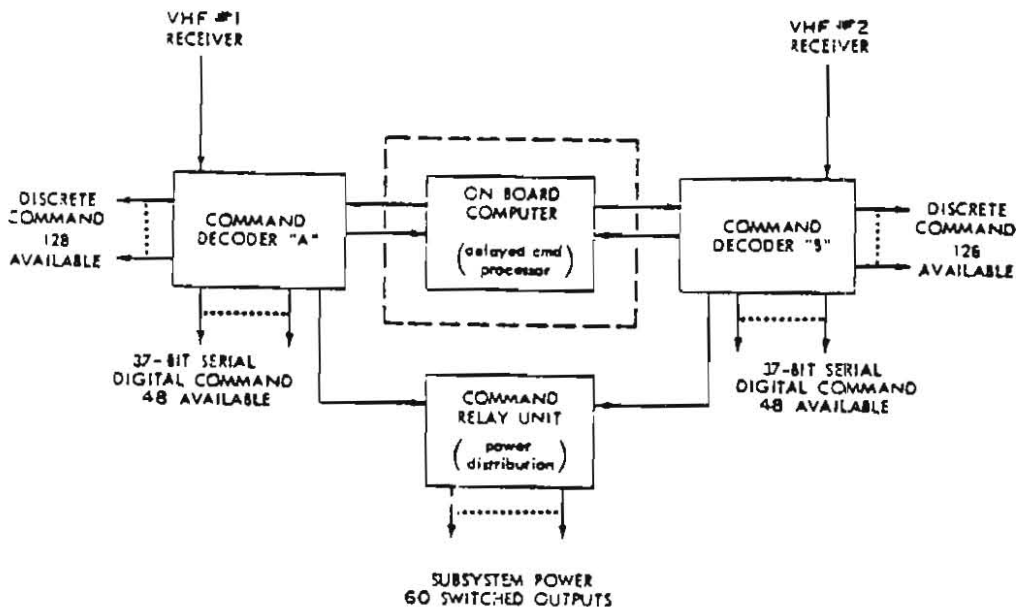 VHF #1
RECEIVER
VHF #2
RECEIVER
DISCRETE
COMMAND
128
AVAILABLE
COMMAND
DECODER "A"
ON BOARD
COMPUTER
(delayed cmd
processor)
COMMAND
DECODER "B"
DISCRETE
COMMAND
128
AVAILABLE
37-BIT SERIAL
DIGITAL COMMAND
48 AVAILABLE
37-BIT SERIAL
DIGITAL COMMAND
48 AVAILABLE
COMMAND
RELAY UNIT
(power
distribution)
SUBSYSTEM POWER
60 SWITCHED OUTPUTS